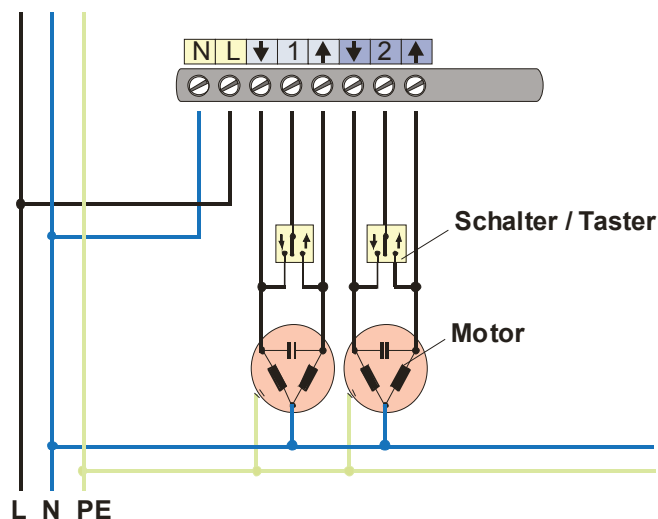 N L ↓ 1 ↑ ↓ 2 ↑
↓ ↑ ↓ ↑
Schalter / Taster
Motor
L N PE